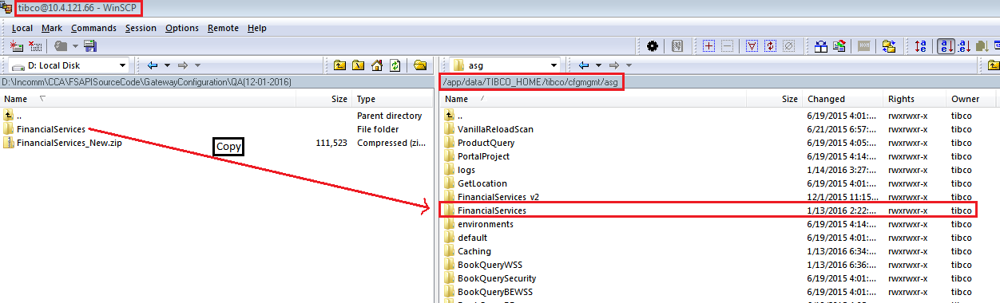 tibco@10.4.121.66 - WinSCP
Local Mark Commands Session Options Remote Help
D: Local Disk
asg
D:\Incomm\CCA\FSAPISourceCode\GatewayConfiguration\QA(12-01-2016)
/app/data/TIBCO_HOME/tibco/cfgmgmt/asg
Name Size Type
Name Size Changed Rights Owner
.. Parent directory
FinancialServices File folder
FinancialServices_New.zip 111,523 Compressed (zi...
Copy
.. 6/19/2015 4:01:... rwxrwxr-x tibco
VanillaReloadScan 6/21/2015 6:57:... rwxrwxr-x tibco
ProductQuery 6/19/2015 4:05:... rwxrwxr-x tibco
PortalProject 6/19/2015 4:14:... rwxrwxr-x tibco
logs 1/14/2016 3:27:... rwxrwxr-x tibco
GetLocation 6/19/2015 4:01:... rwxrwxr-x tibco
FinancialServices_v2 12/1/2015 11:15... rwxrwxr-x tibco
FinancialServices 1/13/2016 2:22:... rwxrwxr-x tibco
environments 6/19/2015 4:14:... rwxrwxr-x tibco
default 6/19/2015 4:01:... rwxrwxr-x tibco
Caching 1/13/2016 6:34:... rwxrwxr-x tibco
BookQueryWSS 1/13/2016 6:36:... rwxrwxr-x tibco
BookQuerySecurity 6/19/2015 4:01:... rwxrwxr-x tibco
BookQueryBEWSS 6/19/2015 4:01:... rwxrwxr-x tibco